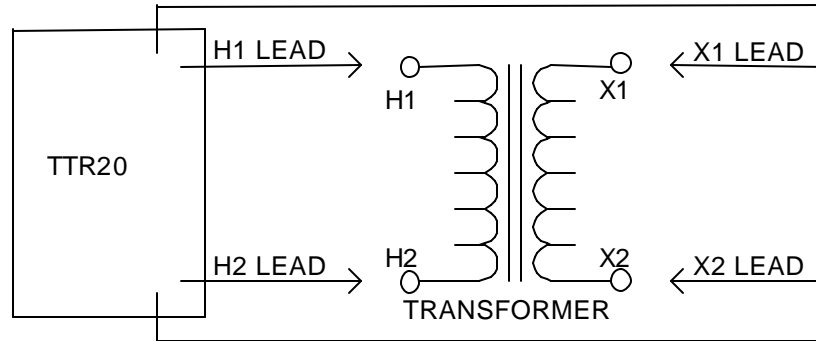 H1 LEAD
X1 LEAD
H1
X1
TTR20
H2
X2
H2 LEAD
X2 LEAD
TRANSFORMER